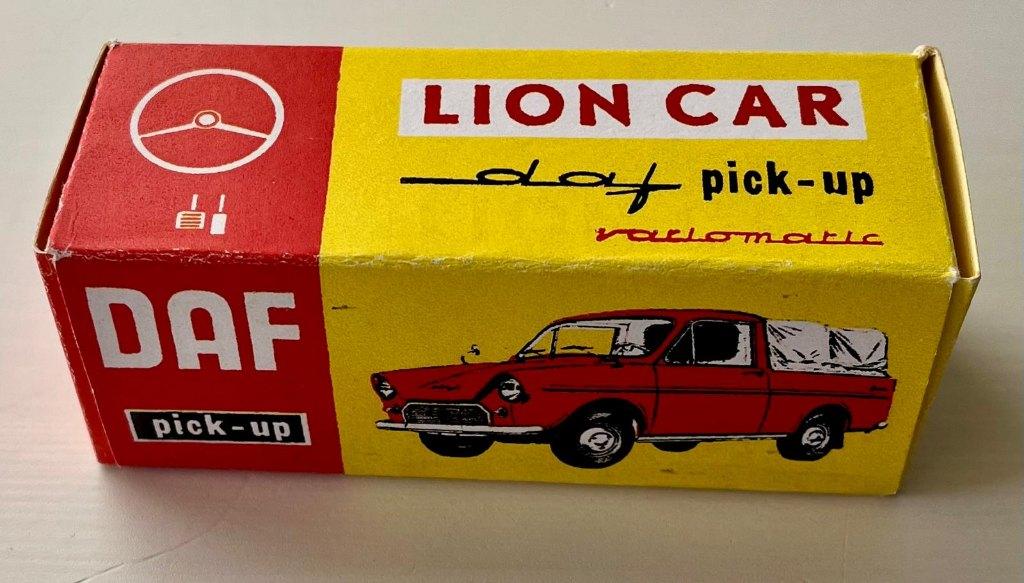 LION CAR
daf pick-up
variomatic
DAF
pick-up